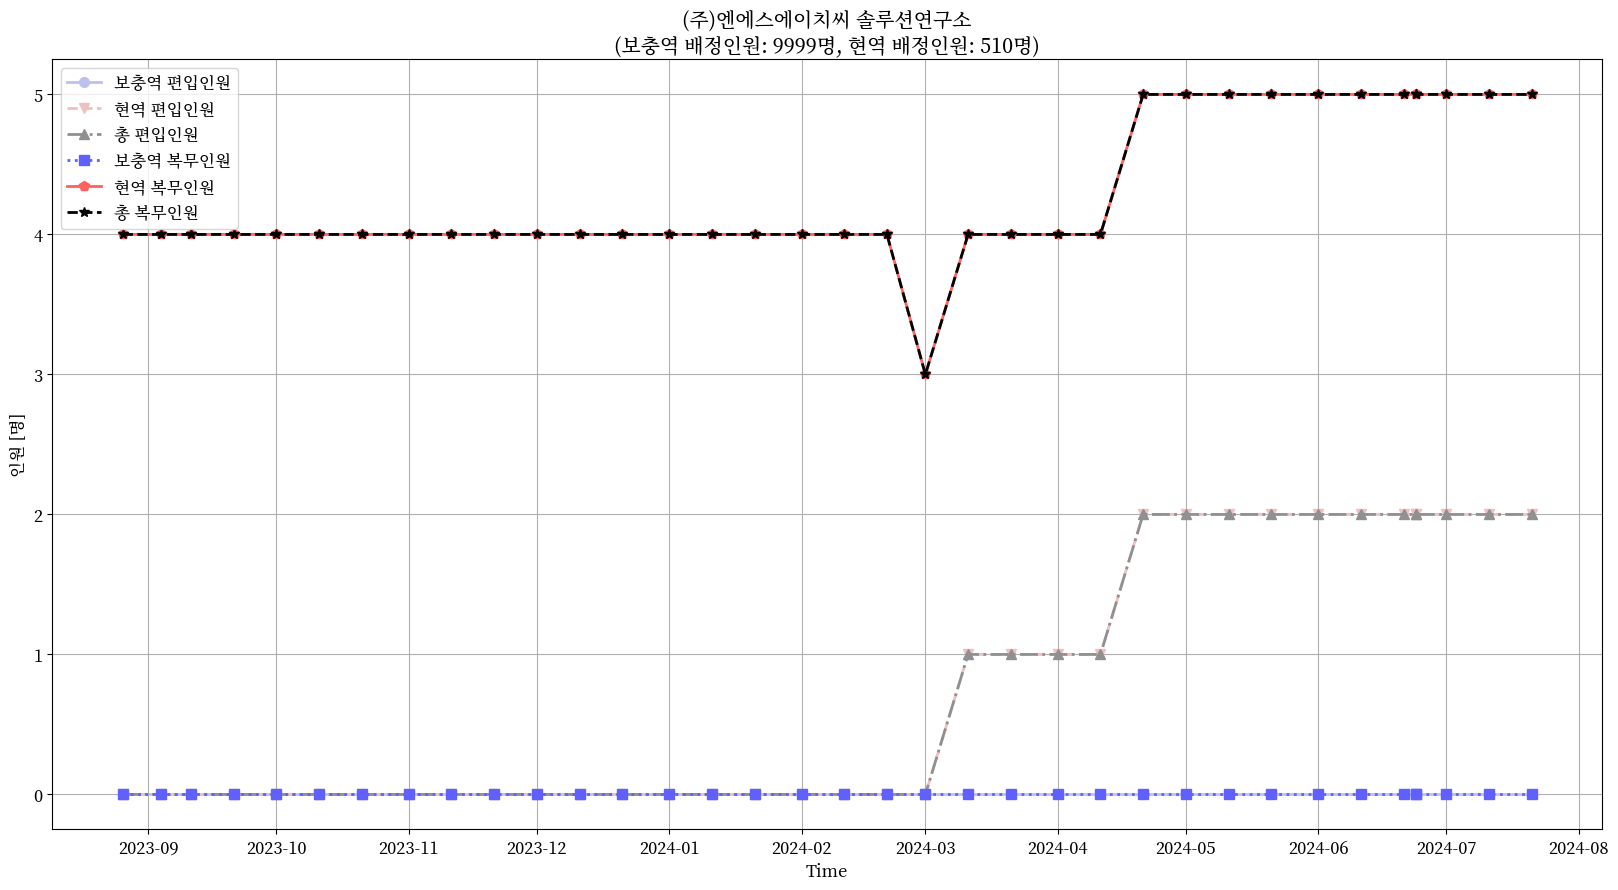 (주)엔에스에이치씨 솔루션연구소
(보충역 배정인원: 9999명, 현역 배정인원: 510명)
보충역 편입인원
현역 편입인원
총 편입인원
보충역 복무인원
현역 복무인원
총 복무인원
인원 [명]
5
4
3
2
1
0
2023-09 2023-10 2023-11 2023-12 2024-01 2024-02 2024-03 2024-04 2024-05 2024-06 2024-07 2024-08
Time